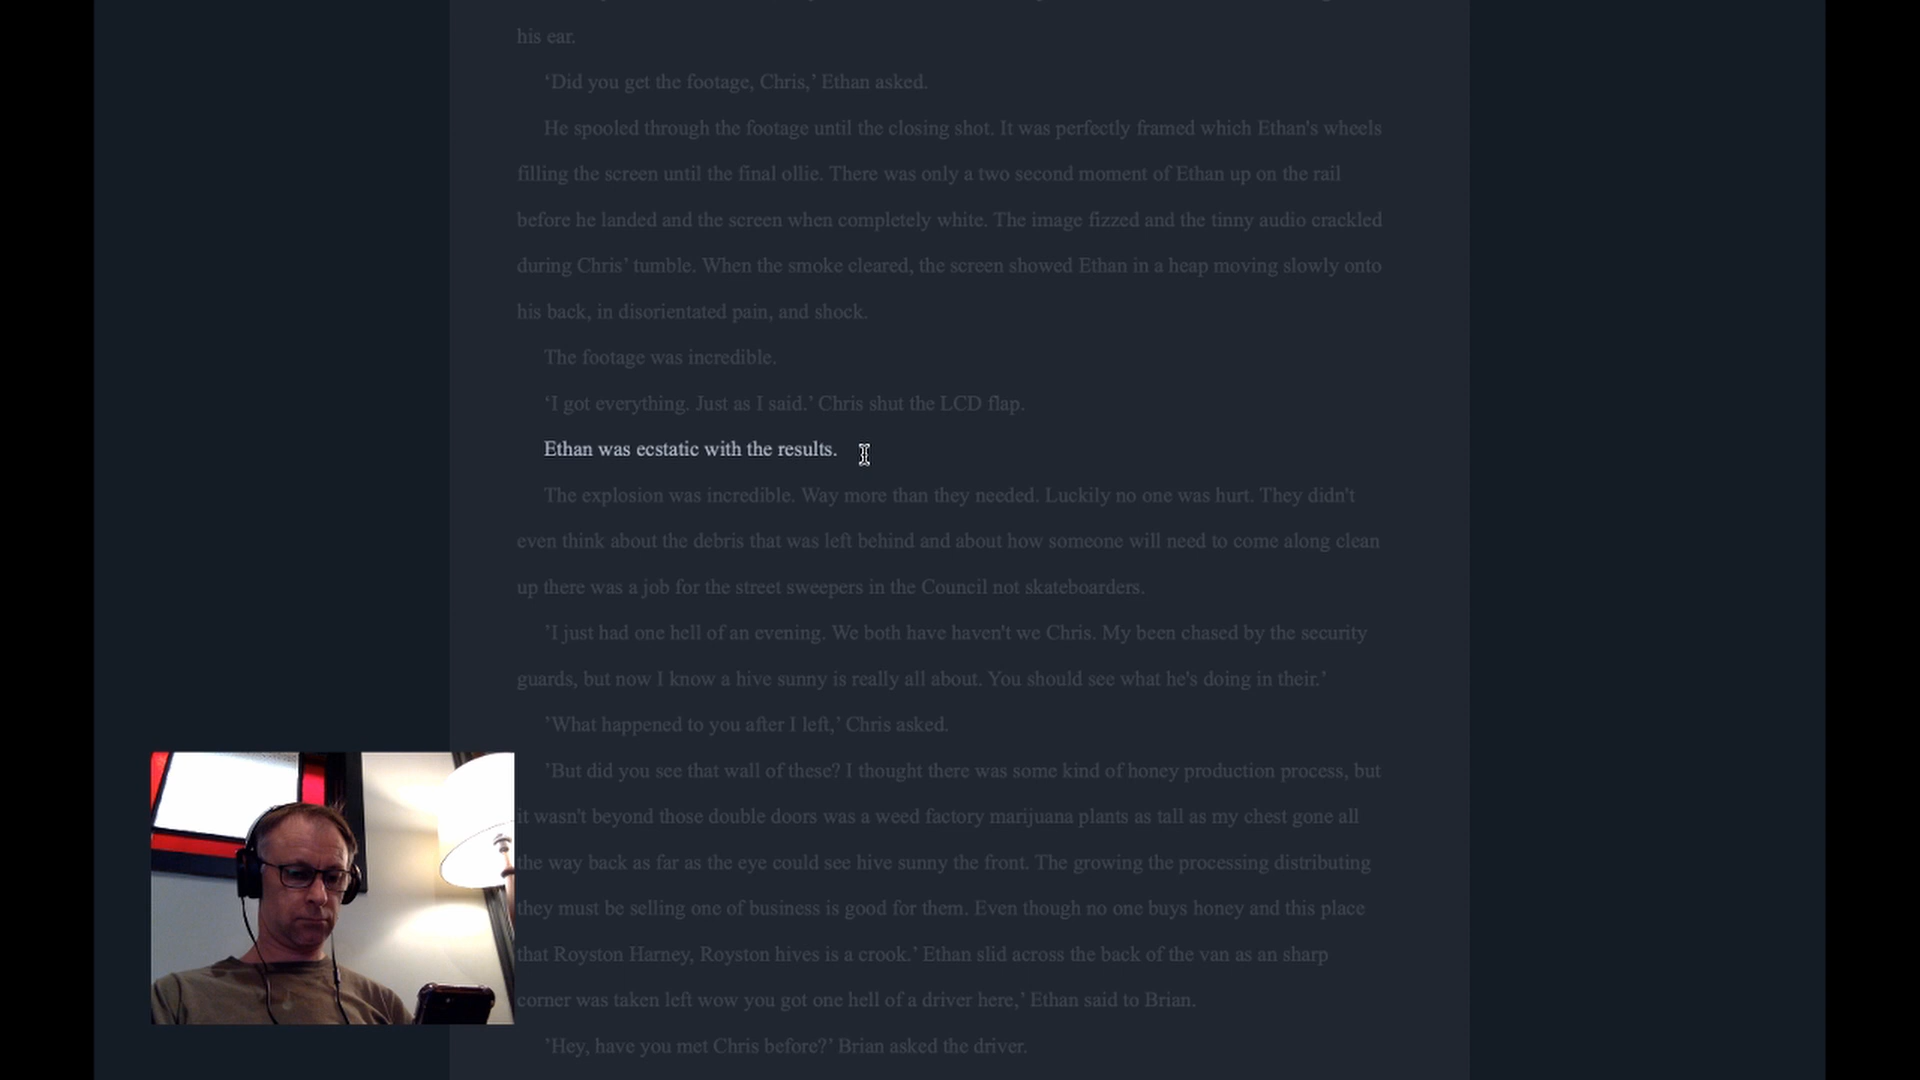 his ear.
‘Did you get the footage, Chris,’ Ethan asked.
He spooled through the footage until the closing shot. It was perfectly framed which Ethan's wheels
filling the screen until the final ollie. There was only a two second moment of Ethan up on the rail
before he landed and the screen when completely white. The image fizzed and the tinny audio crackled
during Chris’ tumble. When the smoke cleared, the screen showed Ethan in a heap moving slowly onto
his back, in disorientated pain, and shock.
The footage was incredible.
‘I got everything. Just as I said.’ Chris shut the LCD flap.
Ethan was ecstatic with the results.
The explosion was incredible. Way more than they needed. Luckily no one was hurt. They didn't
even think about the debris that was left behind and about how someone will need to come along clean
up there was a job for the street sweepers in the Council not skateboarders.
’I just had one hell of an evening. We both have haven't we Chris. My been chased by the security
guards, but now I know a hive sunny is really all about. You should see what he's doing in their.’
’What happened to you after I left,’ Chris asked.
’But did you see that wall of these? I thought there was some kind of honey production process, but
it wasn't beyond those double doors was a weed factory marijuana plants as tall as my chest gone all
the way back as far as the eye could see hive sunny the front. The growing the processing distributing
they must be selling one of business is good for them. Even though no one buys honey and this place
that Royston Harney, Royston hives is a crook.’ Ethan slid across the back of the van as an sharp
corner was taken left wow you got one hell of a driver here,’ Ethan said to Brian.
’Hey, have you met Chris before?’ Brian asked the driver.